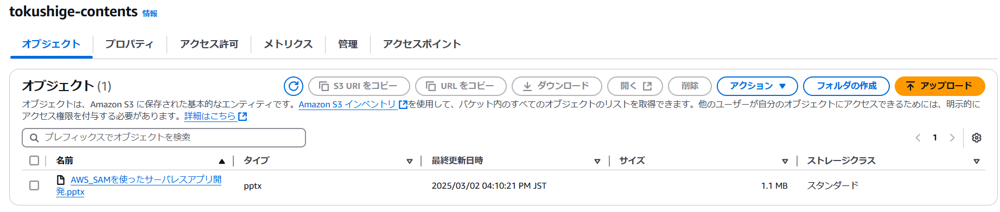 tokushige-contents 情報
オブジェクト プロパティ アクセス許可 メトリクス 管理 アクセスポイント
オブジェクト (1) S3 URI をコピー URL をコピー ダウンロード 開く 削除 アクション フォルダの作成 アップロード
オブジェクトは、Amazon S3 に保存された基本的なエンティティです。Amazon S3 インベントリ を使用して、バケット内のすべてのオブジェクトのリストを取得できます。他のユーザーが自分のオブジェクトにアクセスできるためには、明示的に
アクセス権限を付与する必要があります。詳細はこちら
プレフィックスでオブジェクトを検索 1
名前 タイプ 最終更新日時 サイズ ストレージクラス
AWS_SAMを使ったサーバレスアプリ開
発.pptx pptx 2025/03/02 04:10:21 PM JST 1.1 MB スタンダード